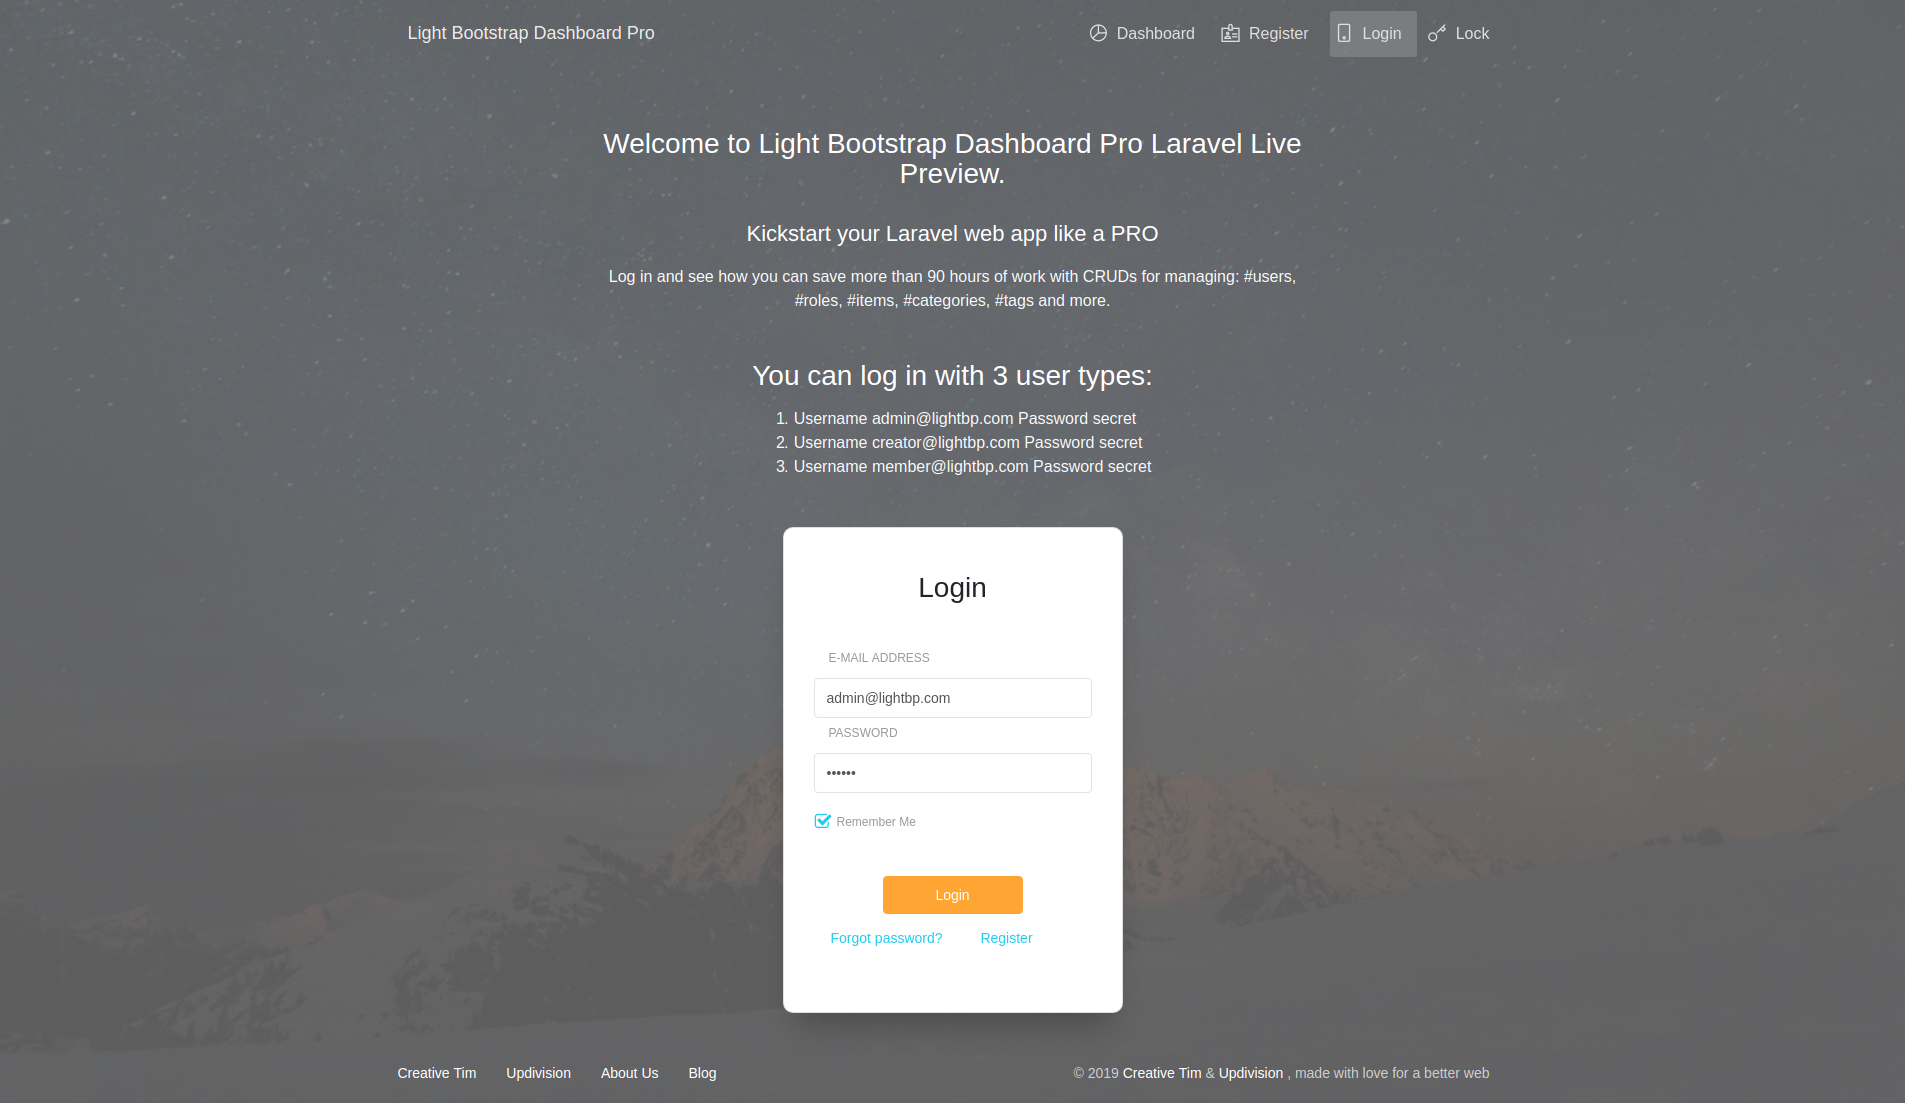 Light Bootstrap Dashboard Pro
Dashboard
Register
Login
Lock
Welcome to Light Bootstrap Dashboard Pro Laravel Live
Preview.
Kickstart your Laravel web app like a PRO
Log in and see how you can save more than 90 hours of work with CRUDs for managing: #users,
#roles, #items, #categories, #tags and more.
You can log in with 3 user types:
1. Username admin@lightbp.com Password secret
2. Username creator@lightbp.com Password secret
3. Username member@lightbp.com Password secret
Login
E-MAIL ADDRESS
admin@lightbp.com
PASSWORD
••••••
Remember Me
Login
Forgot password?
Register
Creative Tim
Updivision
About Us
Blog
© 2019 Creative Tim & Updivision , made with love for a better web